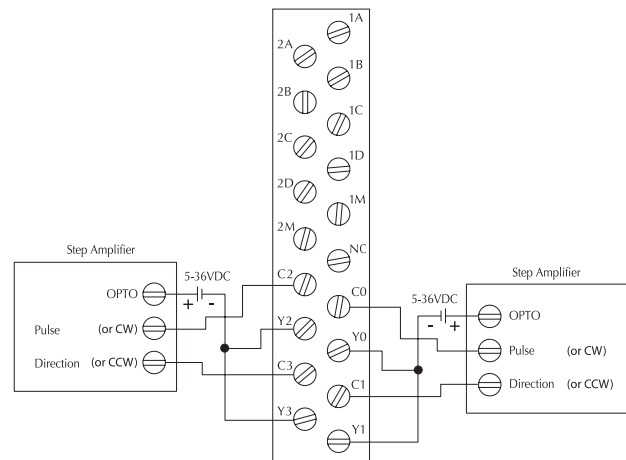 1A
2A
1B
2B
1C
2C
1D
2D
1M
2M
NC
Step Amplifier
5-36VDC
OPTO
+ -
Pulse (or CW)
Direction (or CCW)
C2
Y2
C3
Y3
C0
Y0
C1
Y1
Step Amplifier
5-36VDC
- +
OPTO
Pulse (or CW)
Direction (or CCW)